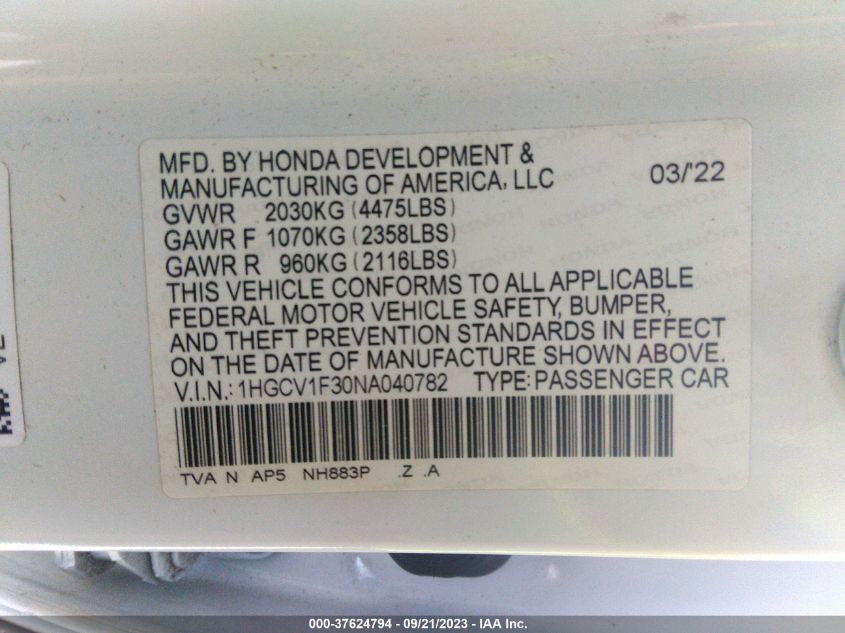 MFD. BY HONDA DEVELOPMENT &
MANUFACTURING OF AMERICA, LLC 03/'22
GVWR 2030KG (4475LBS)
GAWR F 1070KG (2358LBS)
GAWR R 960KG (2116LBS)
THIS VEHICLE CONFORMS TO ALL APPLICABLE
FEDERAL MOTOR VEHICLE SAFETY, BUMPER,
AND THEFT PREVENTION STANDARDS IN EFFECT
ON THE DATE OF MANUFACTURE SHOWN ABOVE.
V.I.N.: 1HGCV1F30NA040782 TYPE: PASSENGER CAR
TVA N AP5 NH883P .Z .A
000-37624794 - 09/21/2023 - IAA Inc.